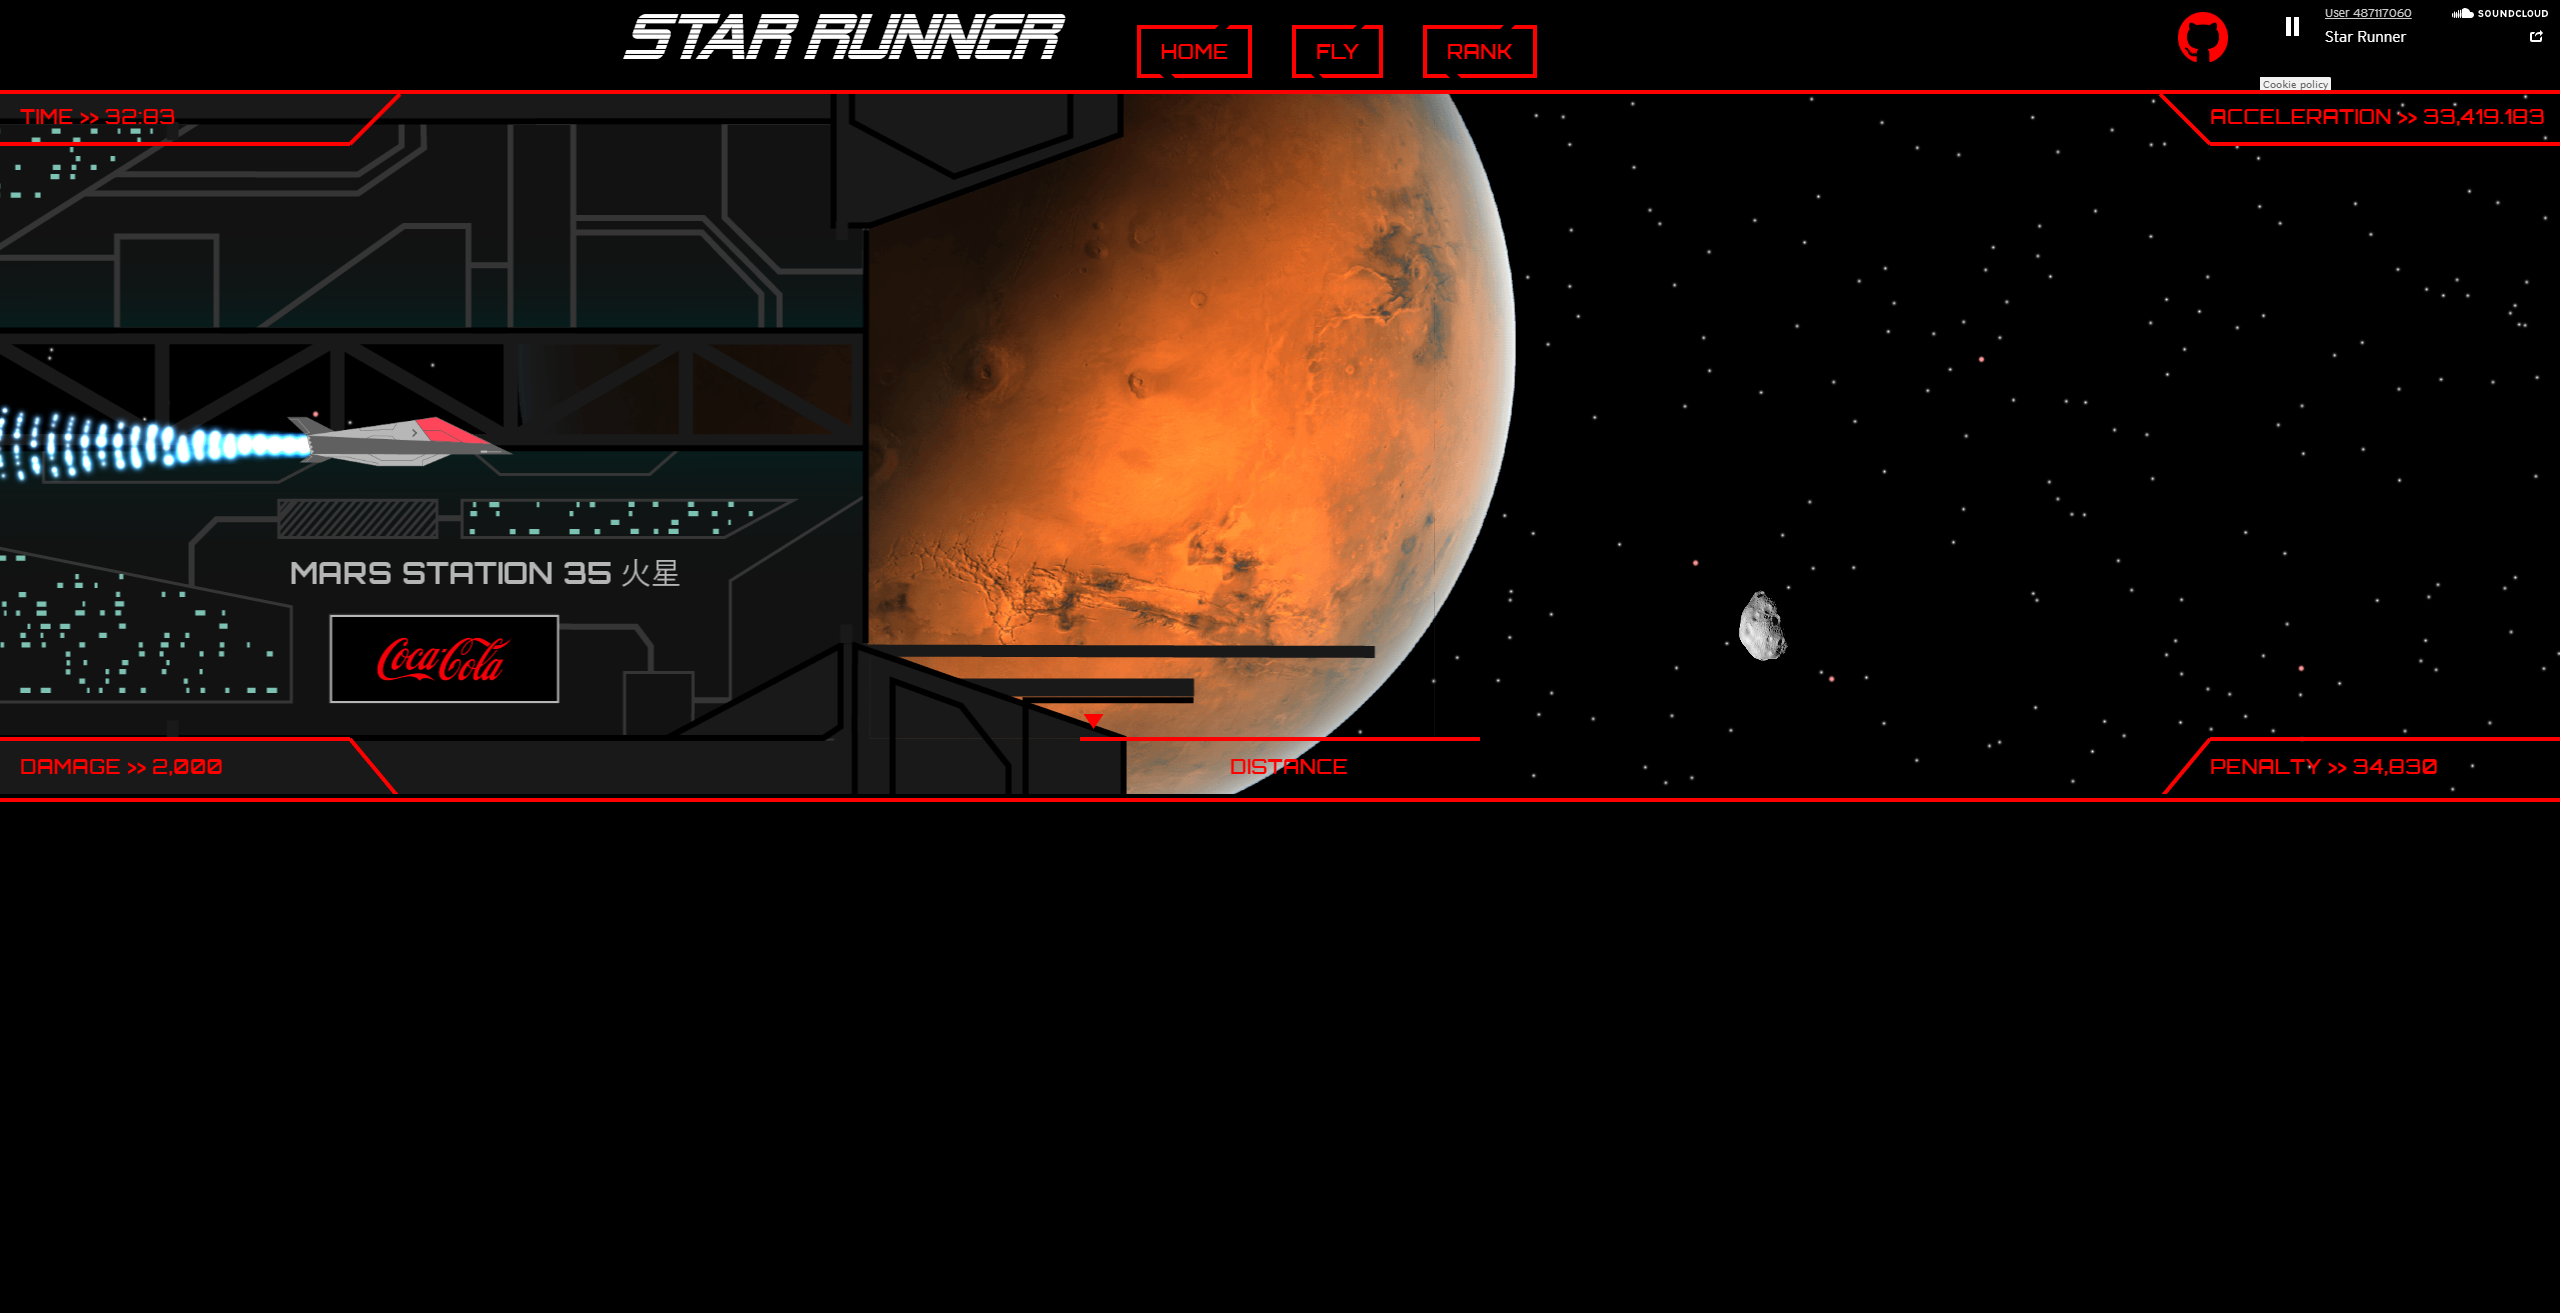 STAR RUNNER
HOME
FLY
RANK
User 487117060
SOUNDCLOUD
Star Runner
Cookie policy
TIME >> 32:83
ACCELERATION >> 33,419.183
MARS STATION 35 火星
Coca-Cola
DAMAGE >> 2,000
DISTANCE
PENALTY >> 34,830